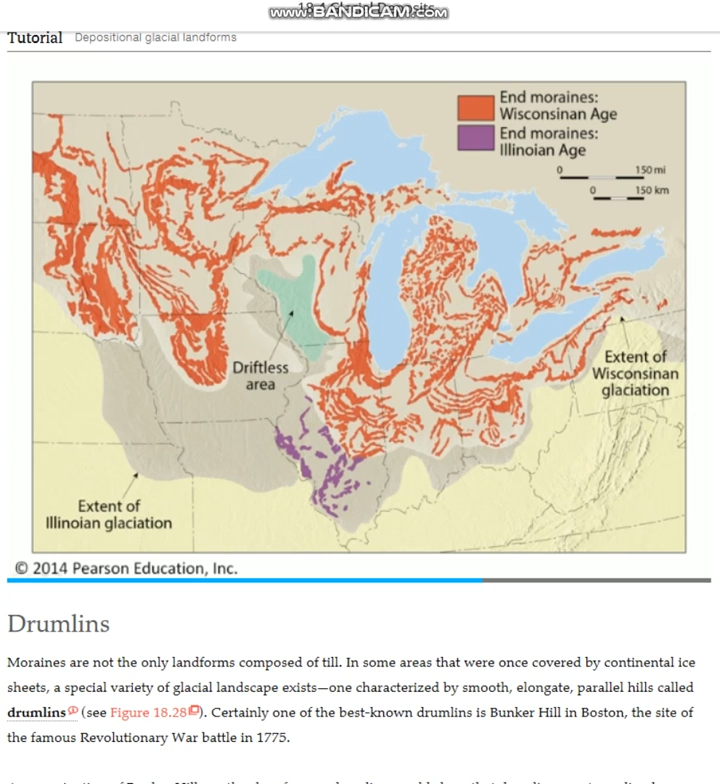 www.BANDICAM.com
Tutorial Depositional glacial landforms
End moraines:
Wisconsinan Age
End moraines:
Illinoian Age
0 150 mi
0 150 km
Driftless
area
Extent of
Wisconsinan
glaciation
Extent of
Illinoian glaciation
© 2014 Pearson Education, Inc.
Drumlins
Moraines are not the only landforms composed of till. In some areas that were once covered by continental ice
sheets, a special variety of glacial landscape exists—one characterized by smooth, elongate, parallel hills called
drumlins (see Figure 18.28). Certainly one of the best-known drumlins is Bunker Hill in Boston, the site of
the famous Revolutionary War battle in 1775.